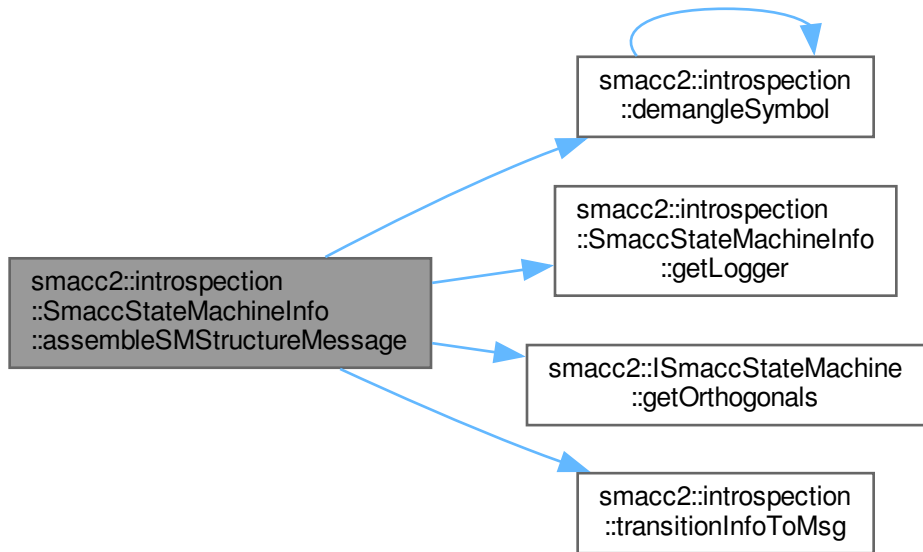 smacc2::introspection
::demangleSymbol
smacc2::introspection
::SmaccStateMachineInfo
::getLogger
smacc2::introspection
::SmaccStateMachineInfo
::assembleSMStructureMessage
smacc2::ISmaccStateMachine
::getOrthogonals
smacc2::introspection
::transitionInfoToMsg